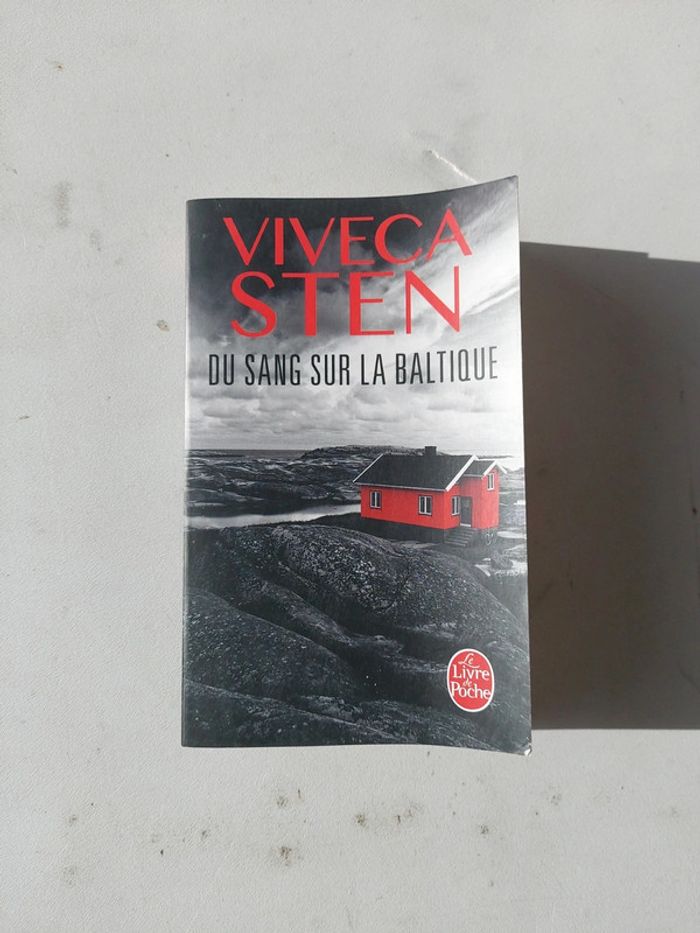 VIVECA
STEN
DU SANG SUR LA BALTIQUE
Le
Livre
de
Poche